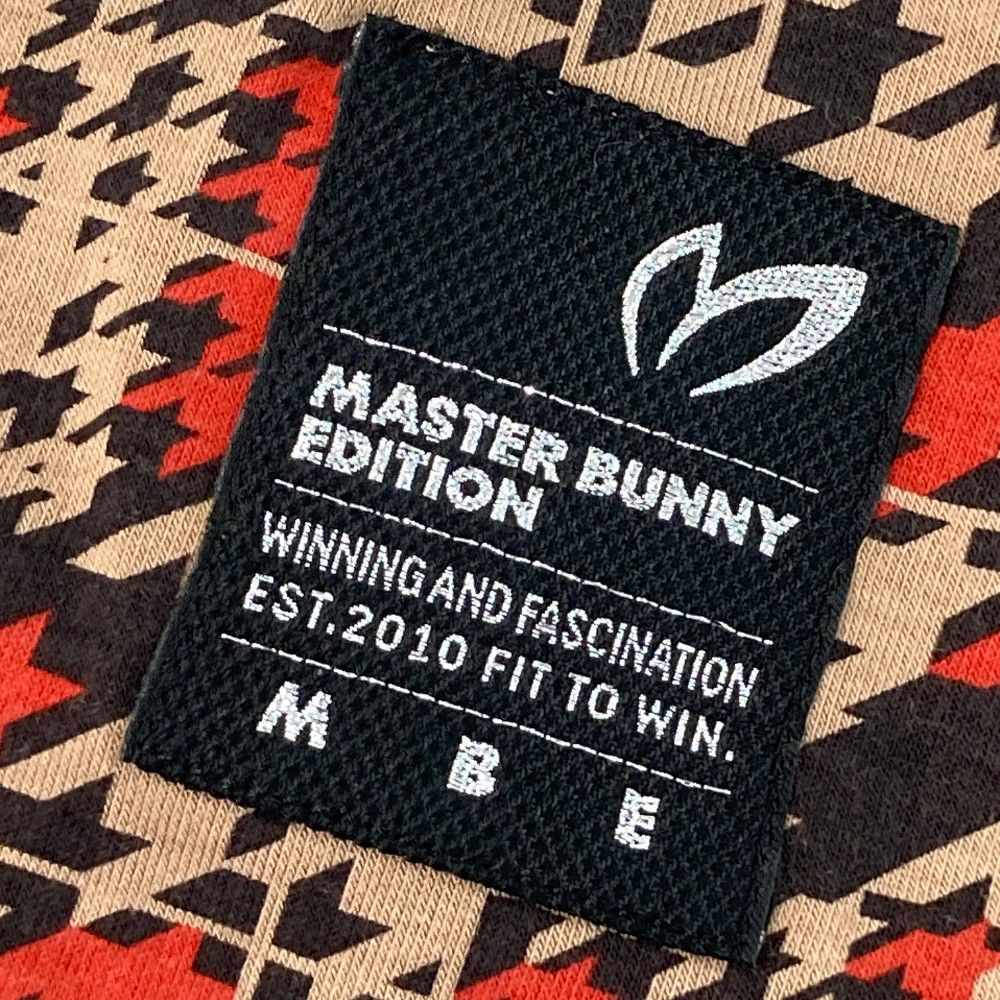 MASTER BUNNY
EDITION
WINNING AND FASCINATION
EST.2010 FIT TO WIN.
M B E